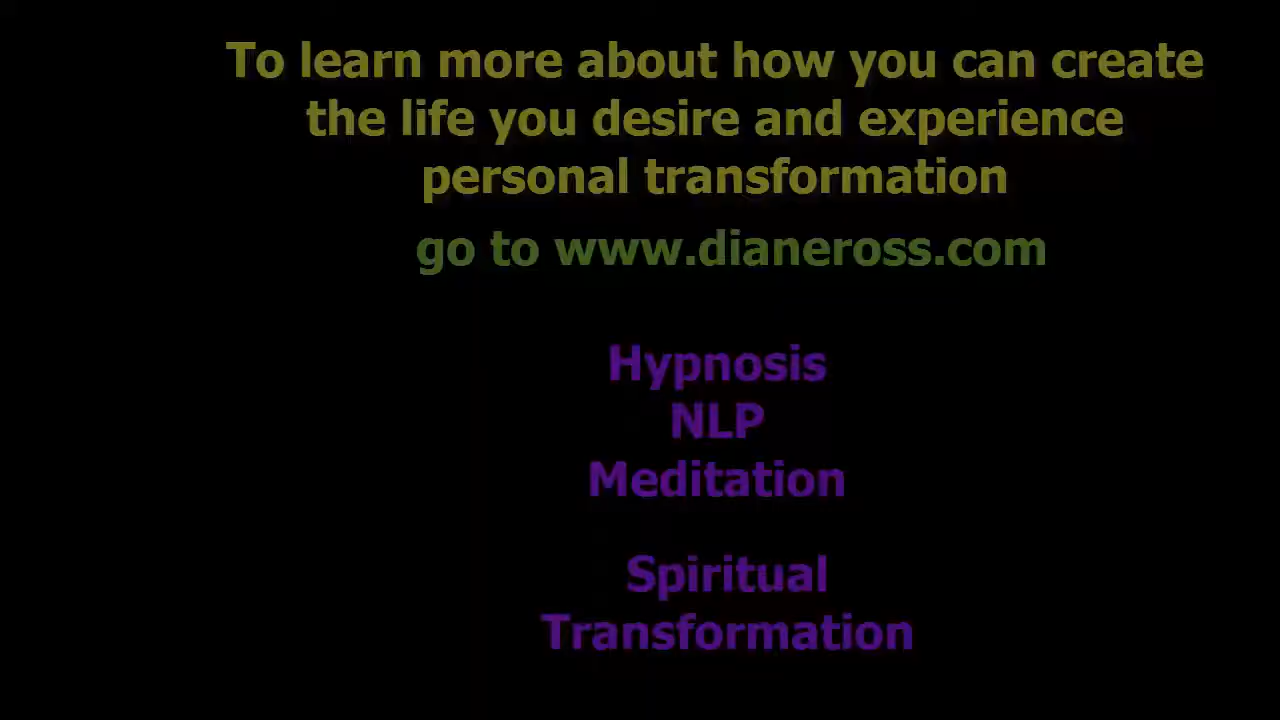 To learn more about how you can create
the life you desire and experience
personal transformation
go to www.dianeross.com
Hypnosis
NLP
Meditation
Spiritual
Transformation